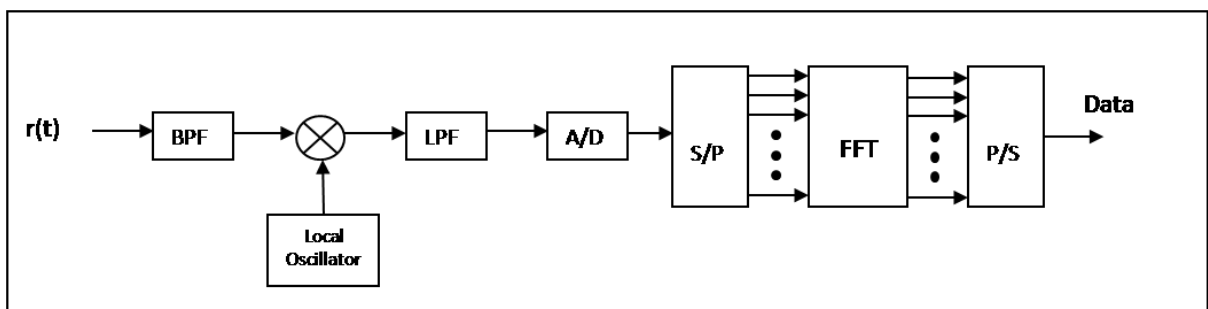 r(t)
BPF
LPF
A/D
S/P
FFT
P/S
Data
Local
Oscillator